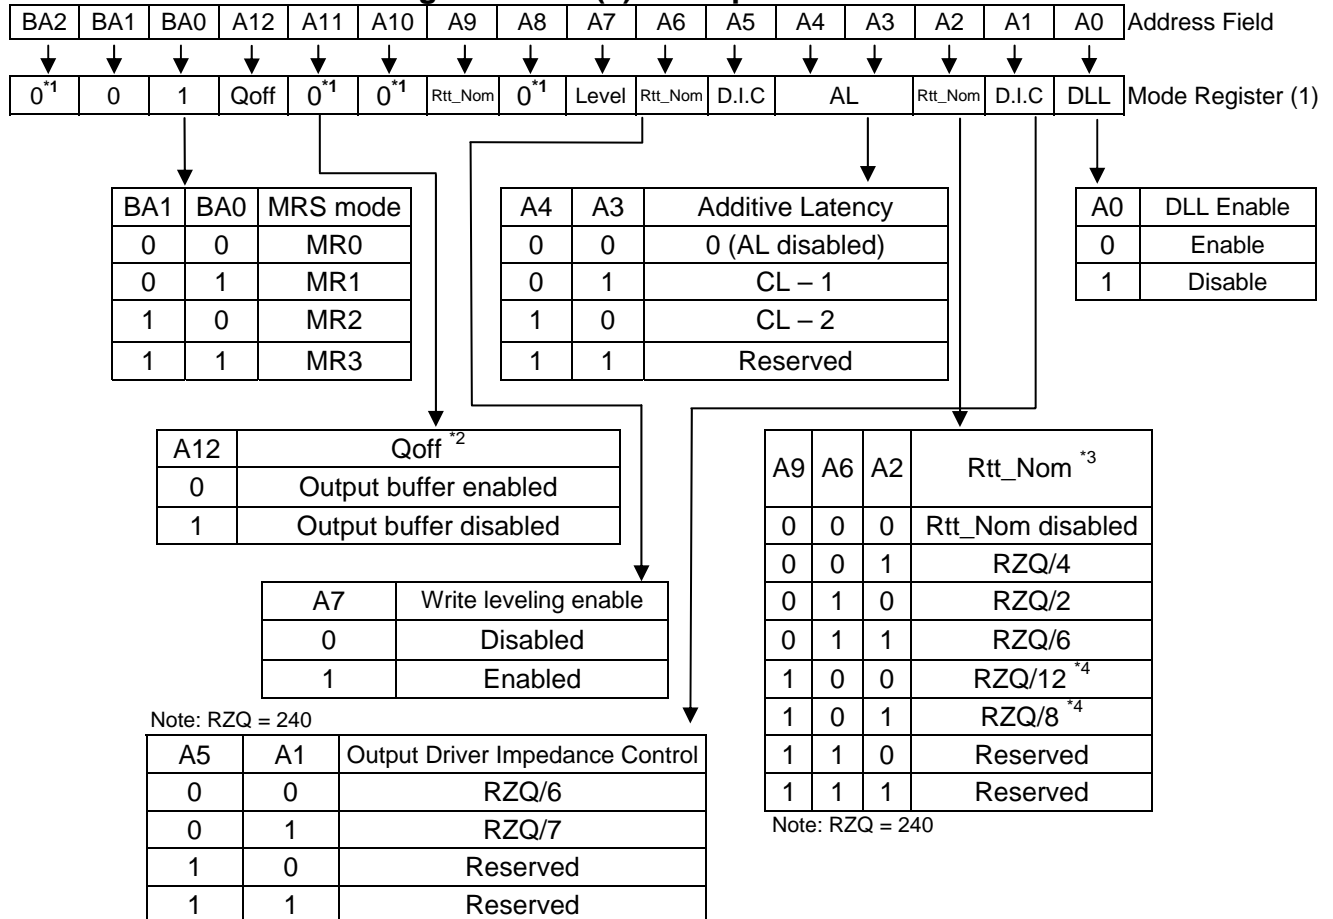 BA2 BA1 BA0 A12 A11 A10 A9 A8 A7 A6 A5 A4 A3 A2 A1 A0 Address Field
0*1 0 1 Qoff 0*1 0*1 Rtt_Nom 0*1 Level Rtt_Nom D.I.C AL Rtt_Nom D.I.C DLL Mode Register (1)
BA1 BA0 MRS mode
0 0 MR0
0 1 MR1
1 0 MR2
1 1 MR3
A4 A3 Additive Latency
0 0 0 (AL disabled)
0 1 CL – 1
1 0 CL – 2
1 1 Reserved
A0 DLL Enable
0 Enable
1 Disable
A12 Qoff *2
0 Output buffer enabled
1 Output buffer disabled
A9 A6 A2 Rtt_Nom *3
0 0 0 Rtt_Nom disabled
0 0 1 RZQ/4
0 1 0 RZQ/2
0 1 1 RZQ/6
1 0 0 RZQ/12 *4
1 0 1 RZQ/8 *4
1 1 0 Reserved
1 1 1 Reserved
Note: RZQ = 240
A7 Write leveling enable
0 Disabled
1 Enabled
Note: RZQ = 240
A5 A1 Output Driver Impedance Control
0 0 RZQ/6
0 1 RZQ/7
1 0 Reserved
1 1 Reserved